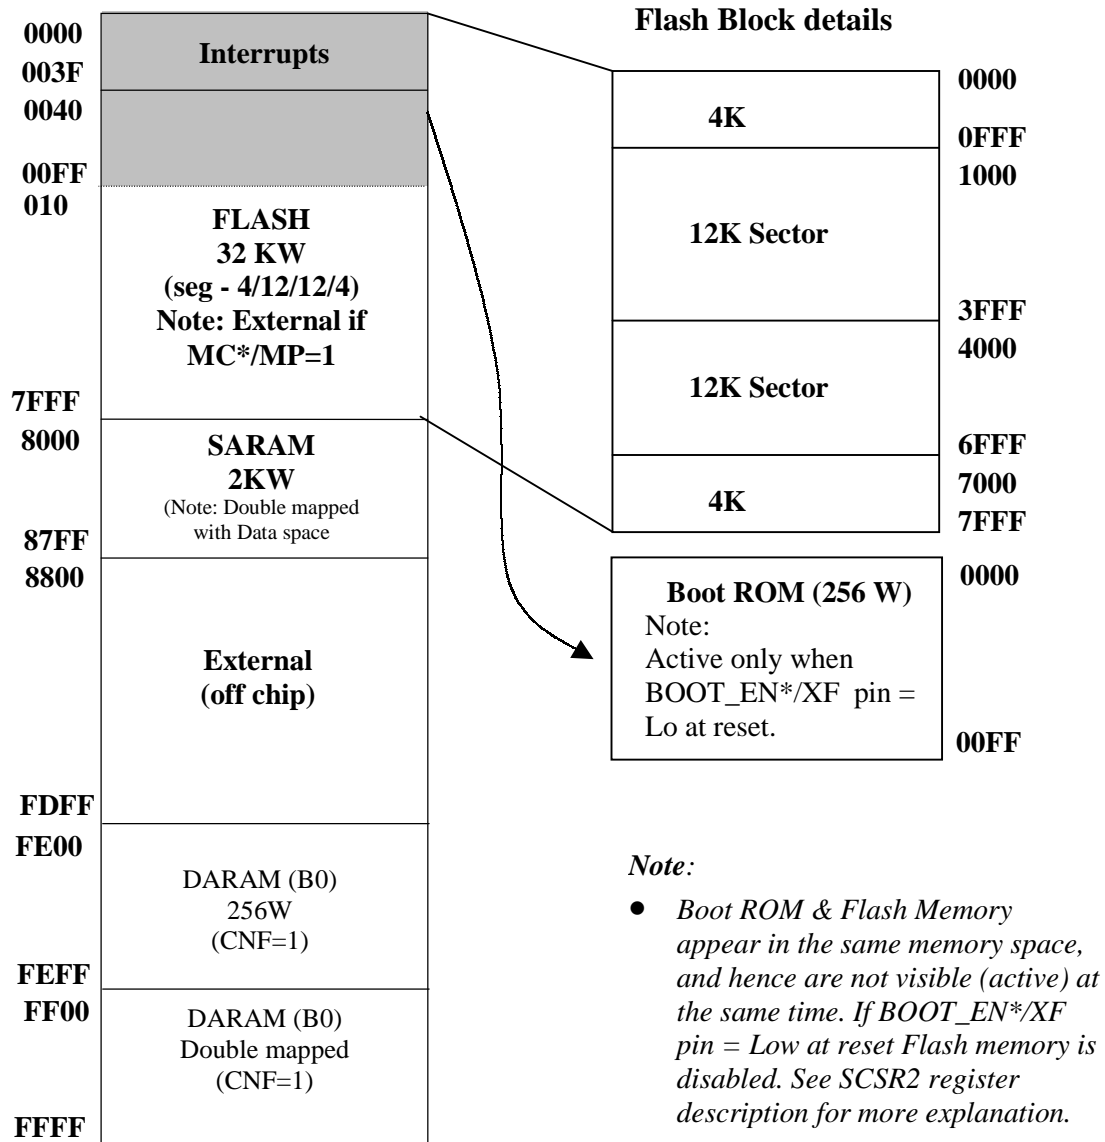 Flash Block details
0000
Interrupts
003F
0040
00FF
010
FLASH
32 KW
(seg - 4/12/12/4)
Note: External if
MC*/MP=1
7FFF
8000
SARAM
2KW
(Note: Double mapped
with Data space
87FF
8800
External
(off chip)
FDFF
FE00
DARAM (B0)
256W
(CNF=1)
FEFF
FF00
DARAM (B0)
Double mapped
(CNF=1)
FFFF
0000
4K
0FFF
1000
12K Sector
3FFF
4000
12K Sector
6FFF
7000
4K
7FFF
0000
Boot ROM (256 W)
Note:
Active only when
BOOT_EN*/XF pin =
Lo at reset.
00FF
Note:
● Boot ROM & Flash Memory
appear in the same memory space,
and hence are not visible (active) at
the same time. If BOOT_EN*/XF
pin = Low at reset Flash memory is
disabled. See SCSR2 register
description for more explanation.